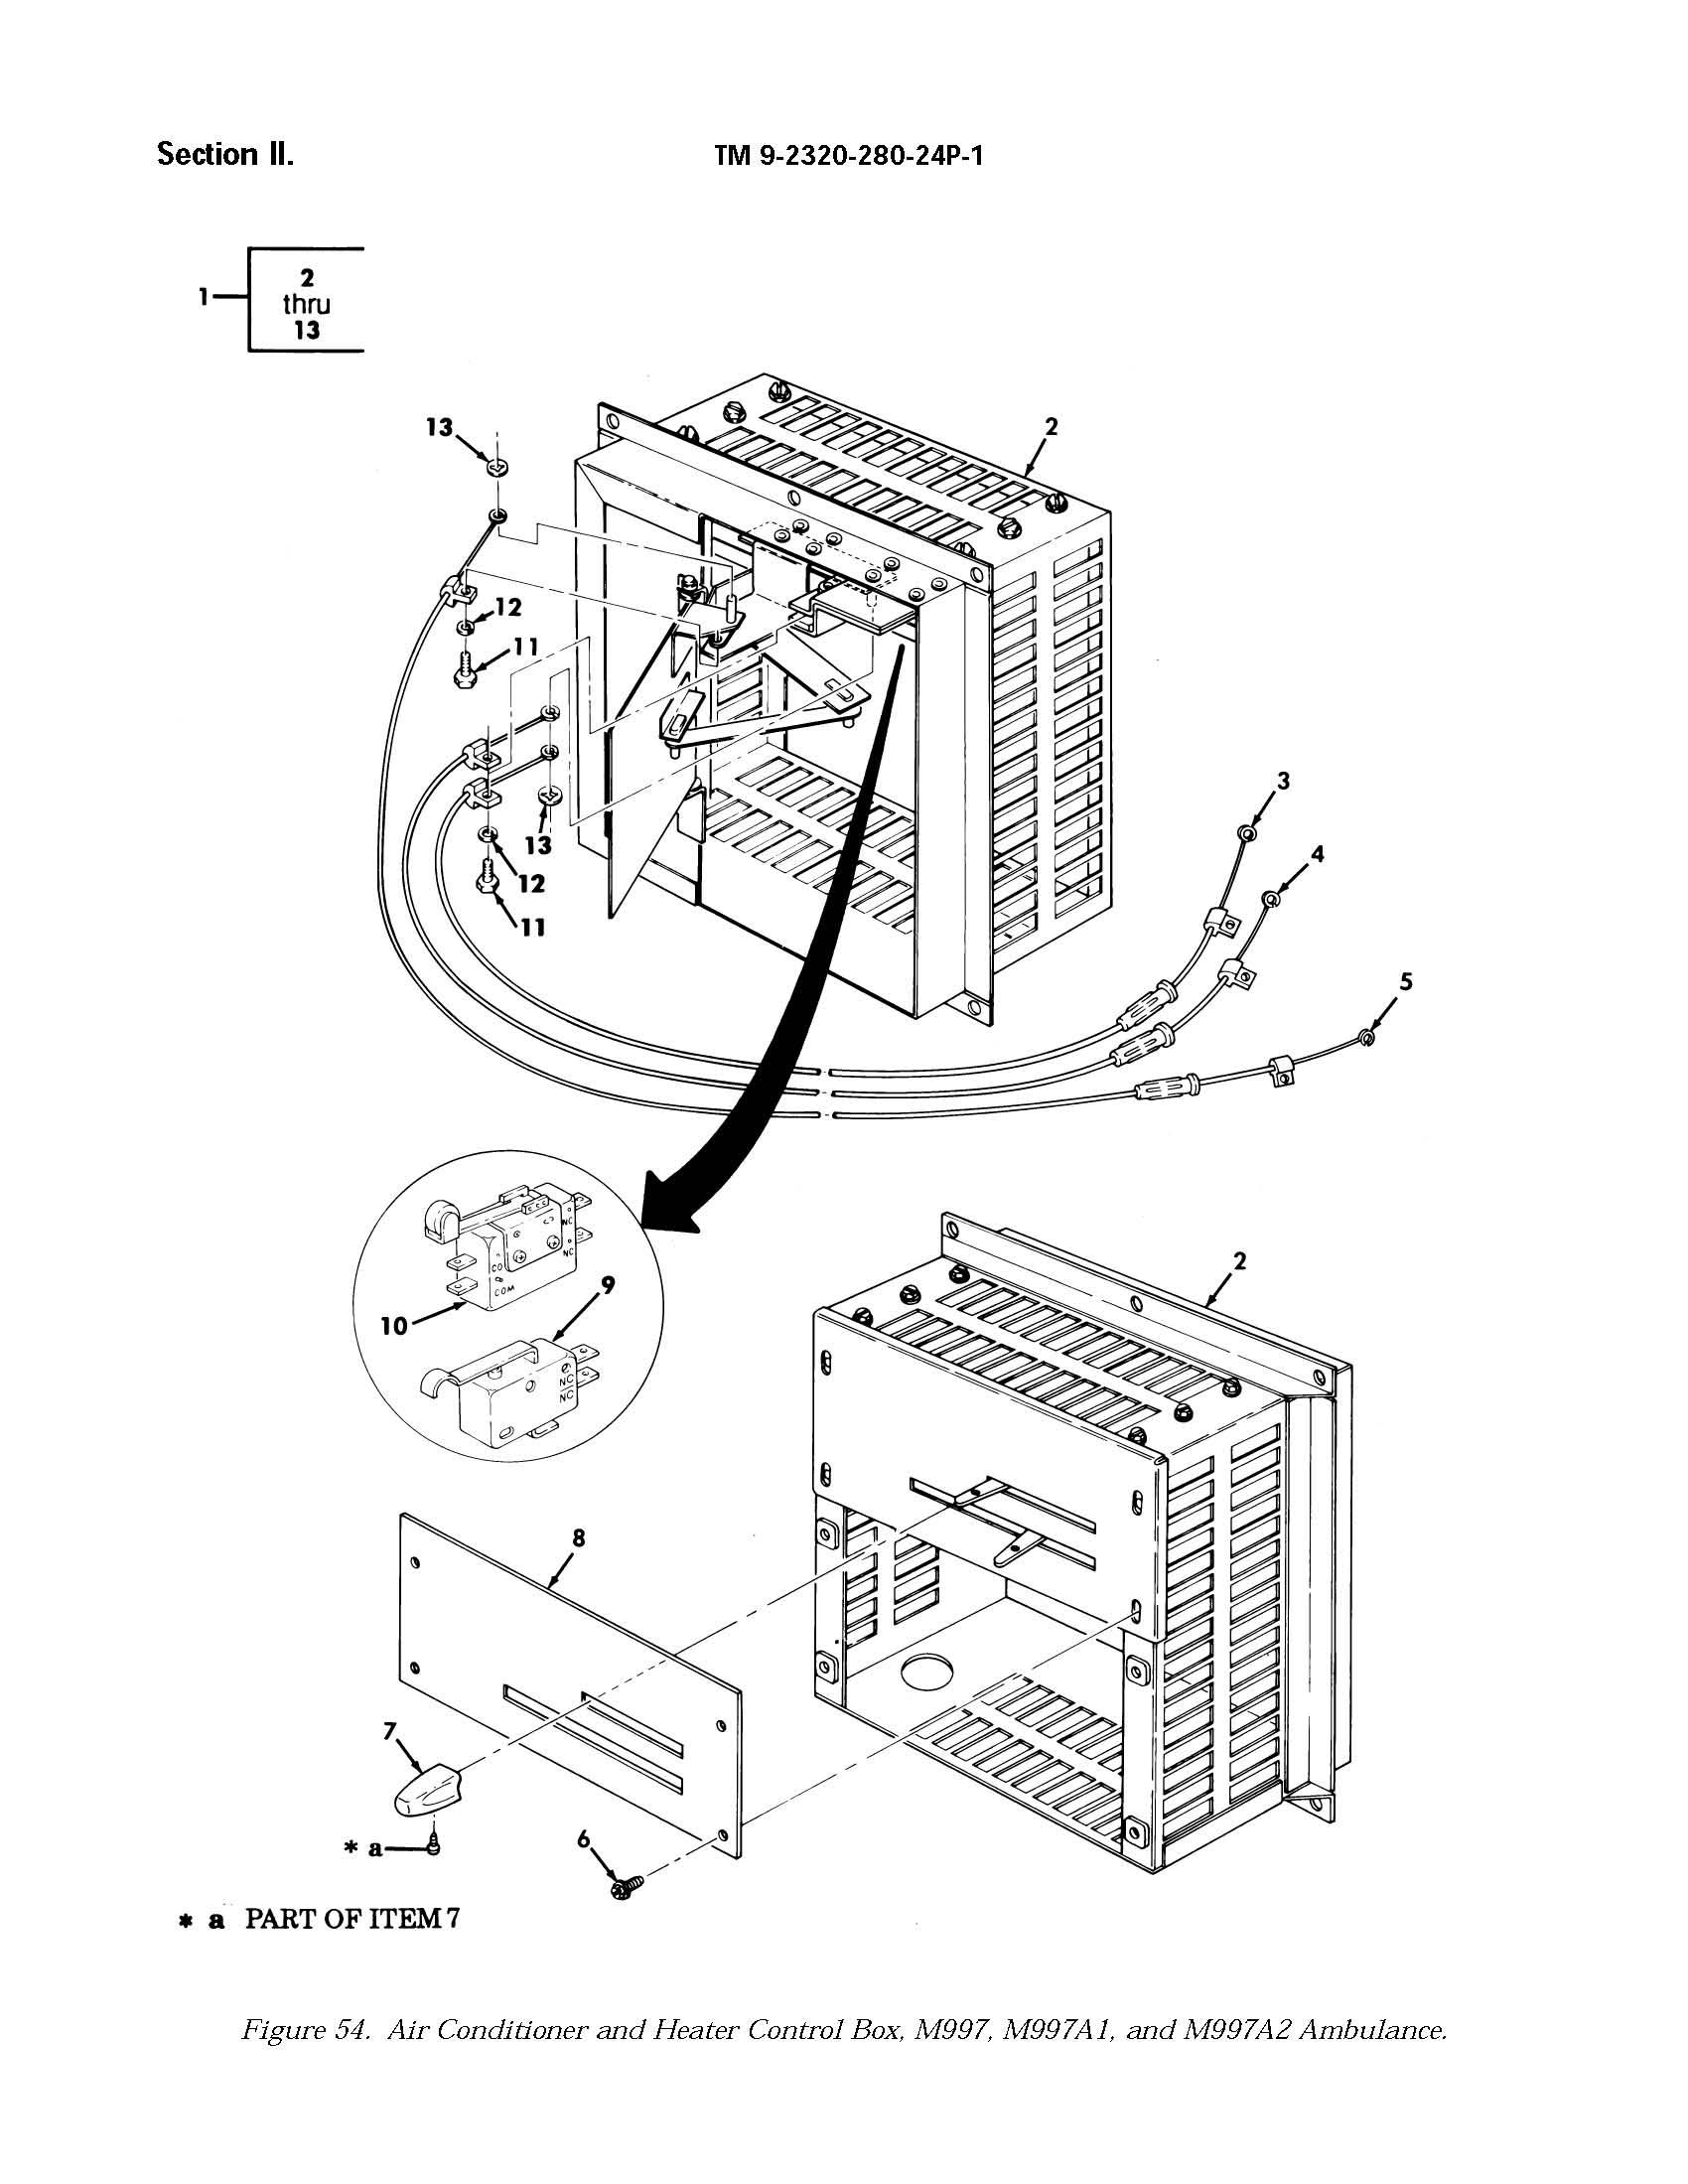 Section II.
TM 9-2320-280-24P-1
1
2
thru
13
13
2
12
11
3
13
4
12
11
5
NC
NC
CO
COM
10
9
NC
NC
2
8
7
* a
6
* a PART OF ITEM 7
Figure 54. Air Conditioner and Heater Control Box, M997, M997A1, and M997A2 Ambulance.